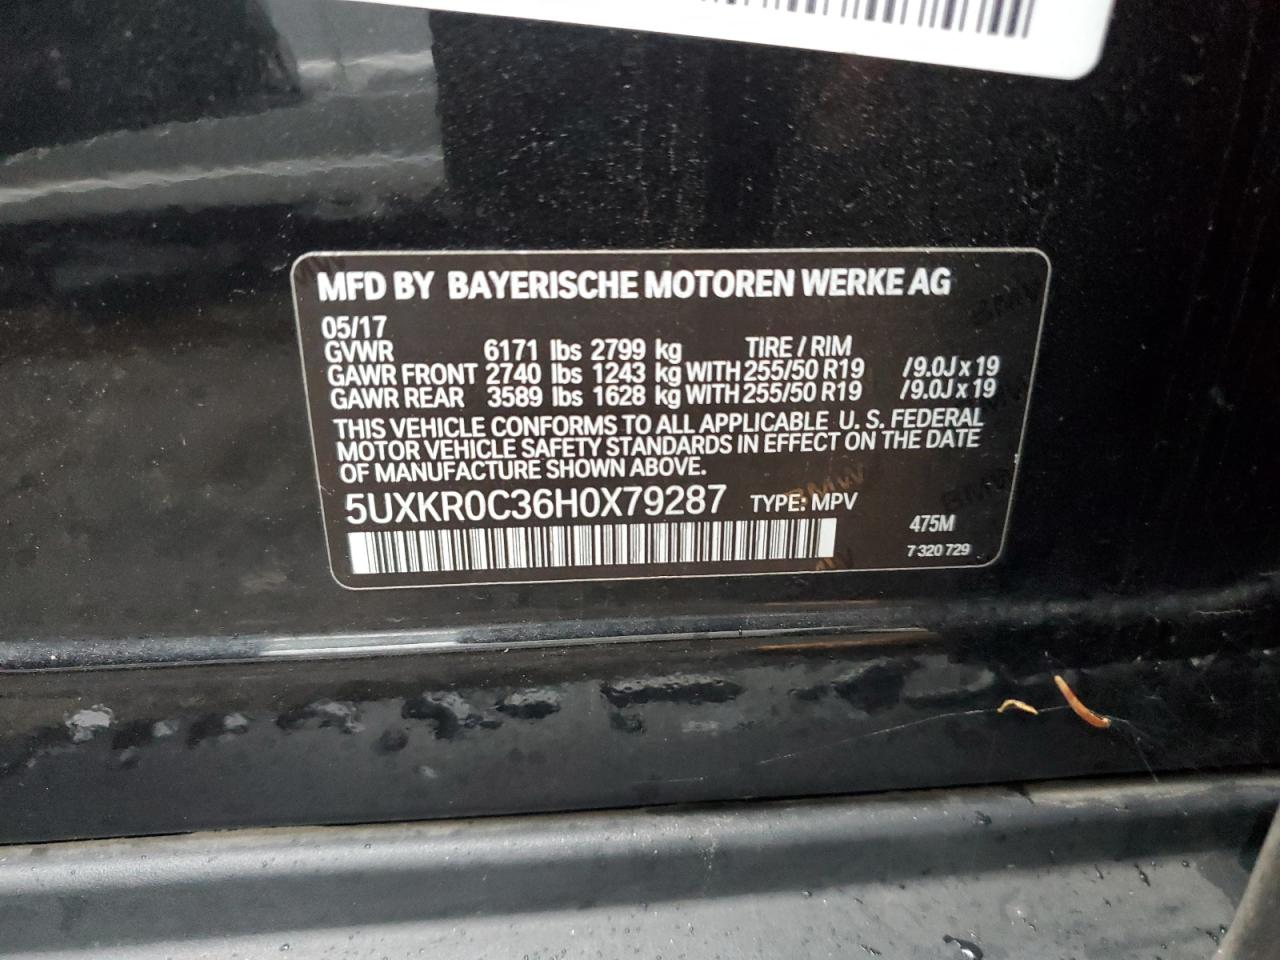 MFD BY BAYERISCHE MOTOREN WERKE AG
05/17
GVWR 6171 lbs 2799 kg TIRE / RIM
GAWR FRONT 2740 lbs 1243 kg WITH 255/50 R19 /9.0J x 19
GAWR REAR 3589 lbs 1628 kg WITH 255/50 R19 /9.0J x 19
THIS VEHICLE CONFORMS TO ALL APPLICABLE U. S. FEDERAL
MOTOR VEHICLE SAFETY STANDARDS IN EFFECT ON THE DATE
OF MANUFACTURE SHOWN ABOVE.
5UXKR0C36H0X79287 TYPE: MPV
475M
7 320 729
BMW
BMW
BMW